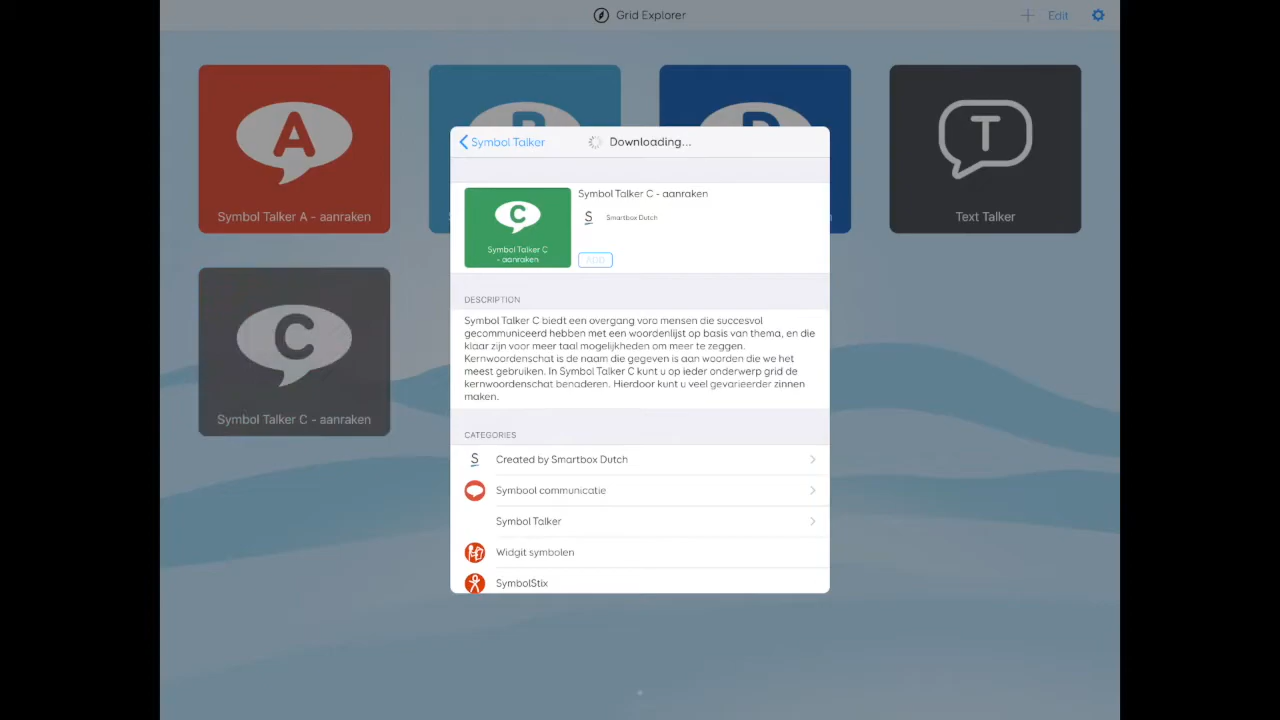 Grid Explorer
Edit
A
Symbol Talker A - aanraken
T
Text Talker
C
Symbol Talker C - aanraken
Symbol Talker
Downloading...
C
Symbol Talker C
- aanraken
Symbol Talker C - aanraken
S
Smartbox Dutch
ADD
DESCRIPTION
Symbol Talker C biedt een overgang voro mensen die succesvol
gecommuniceerd hebben met een woordenlijst op basis van thema, en die
klaar zijn voor meer taal mogelijkheden om meer te zeggen.
Kernwoordenschat is de naam die gegeven is aan woorden die we het
meest gebruiken. In Symbol Talker C kunt u op ieder onderwerp grid de
kernwoordenschat benaderen. Hierdoor kunt u veel gevarieerder zinnen
maken.
CATEGORIES
S
Created by Smartbox Dutch
Symbool communicatie
Symbol Talker
Widgit symbolen
SymbolStix